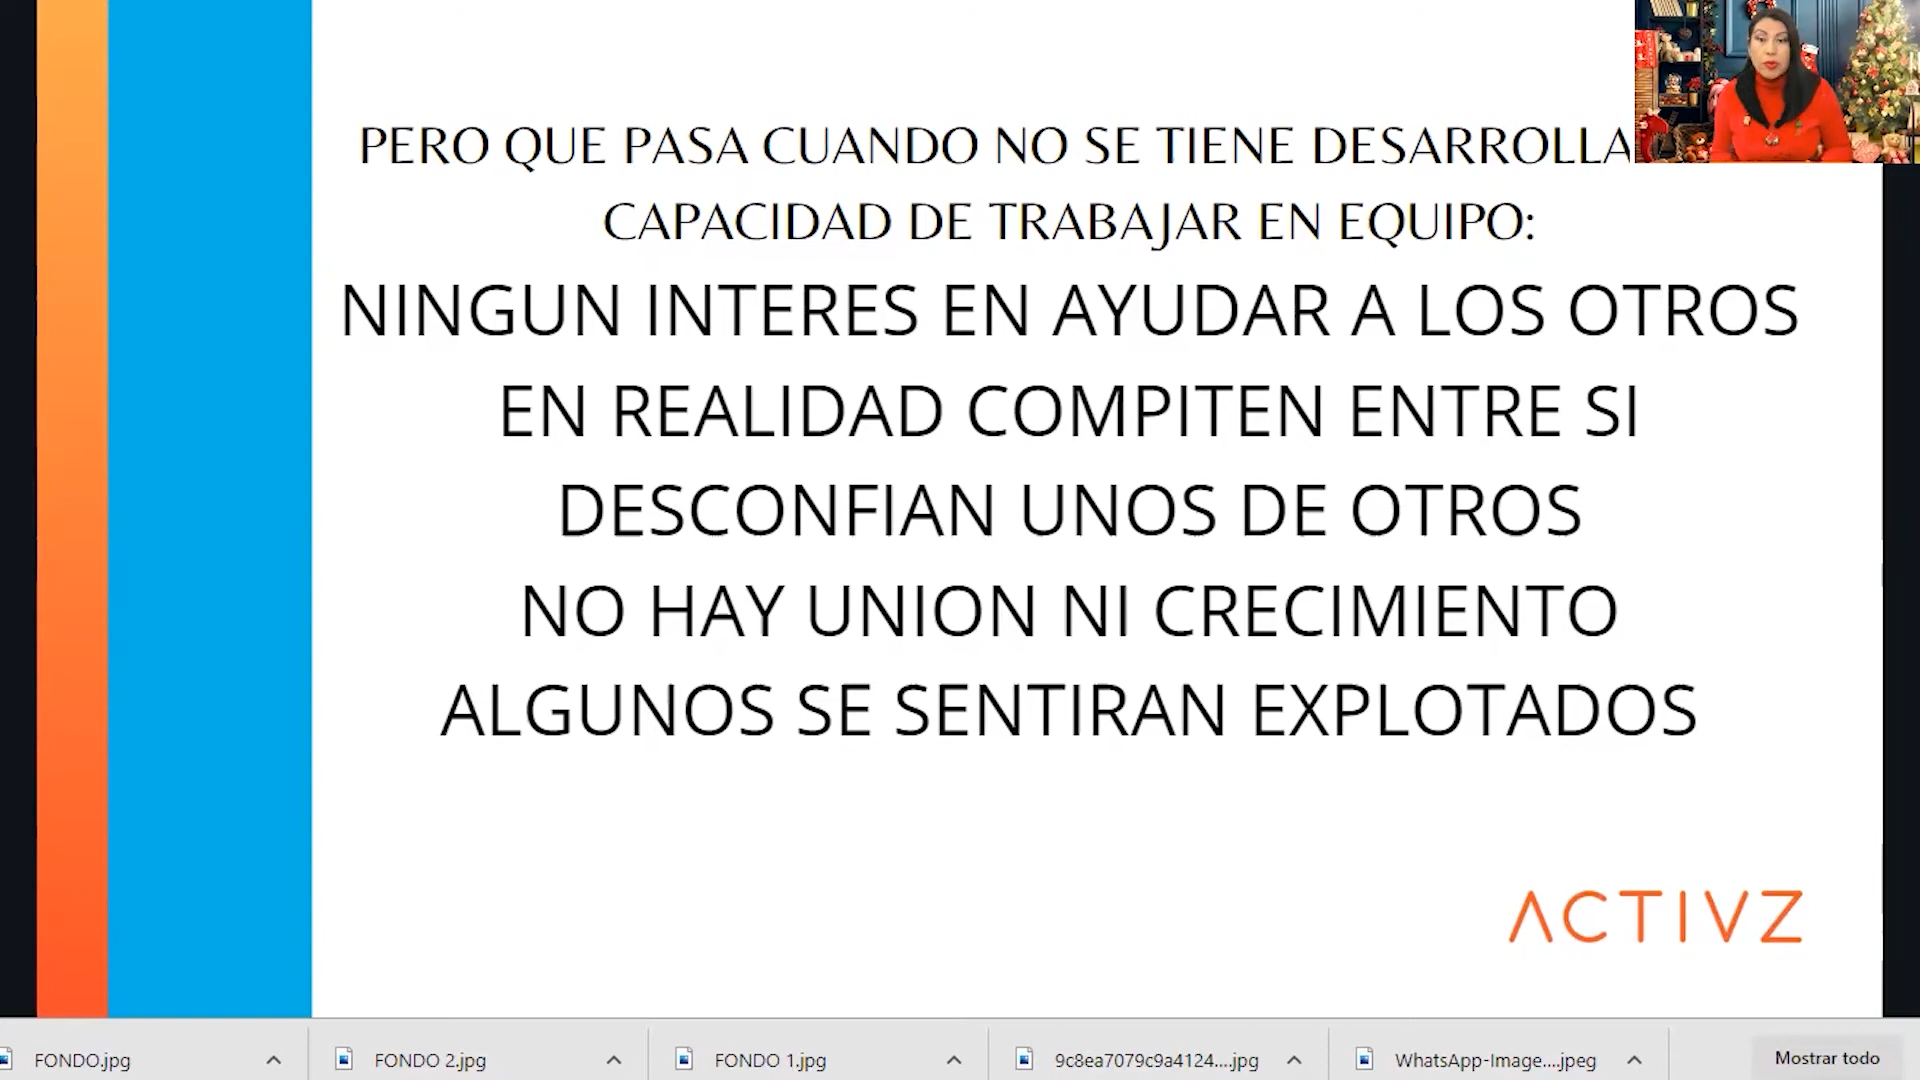 PERO QUE PASA CUANDO NO SE TIENE DESARROLLA
CAPACIDAD DE TRABAJAR EN EQUIPO:
NINGUN INTERES EN AYUDAR A LOS OTROS
EN REALIDAD COMPITEN ENTRE SI
DESCONFIAN UNOS DE OTROS
NO HAY UNION NI CRECIMIENTO
ALGUNOS SE SENTIRAN EXPLOTADOS
ACTIVZ
FONDO.jpg
FONDO 2.jpg
FONDO 1.jpg
9c8ea7079c9a4124....jpg
WhatsApp-Image....jpeg
Mostrar todo